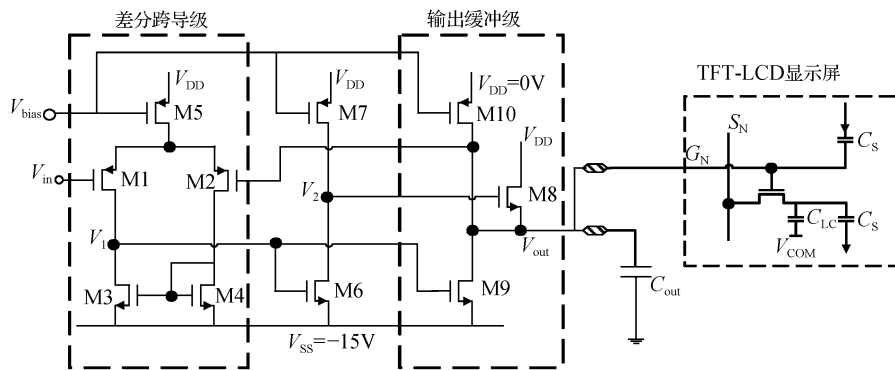 差分跨导级
输出缓冲级
TFT-LCD显示屏
V_DD
V_DD
V_DD=0V
V_bias
M5
M7
M10
S_N
C_S
V_DD
G_N
V_in
M1
M2
V_2
M8
C_LC
C_S
V_1
V_out
V_COM
M3
M4
M6
M9
C_out
V_SS=−15V